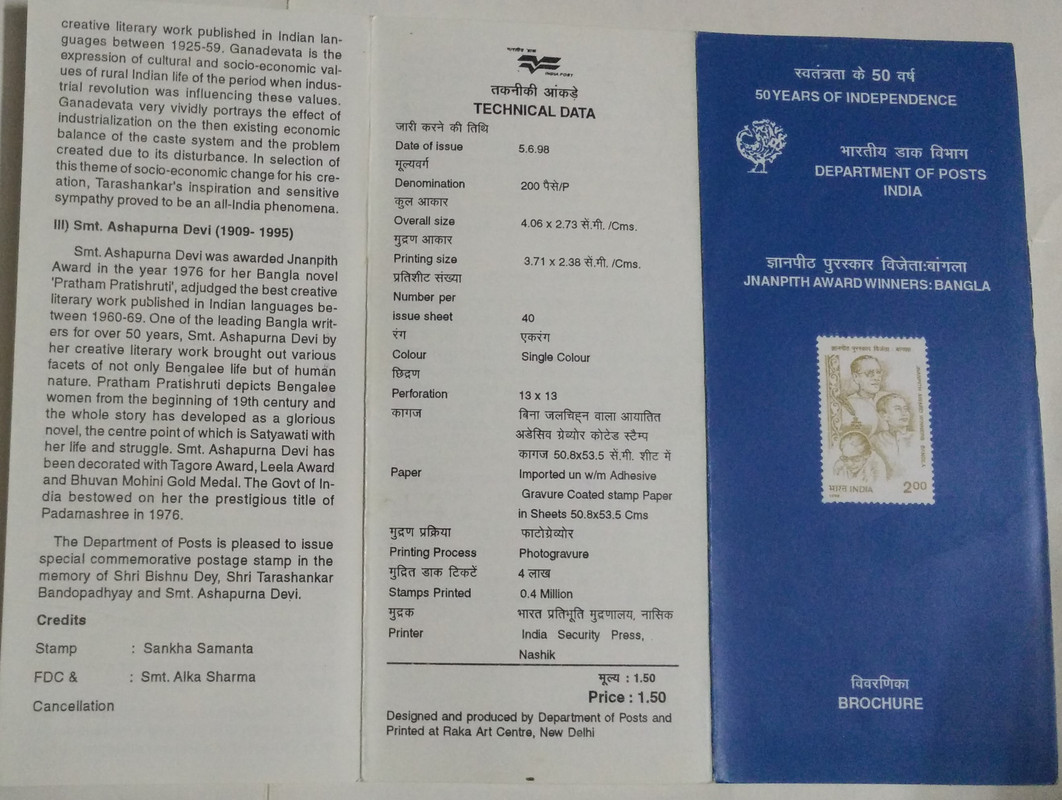 creative literary work published in Indian lan-
guages between 1925-59. Ganadevata is the
expression of cultural and socio-economic val-
ues of rural Indian life of the period when indus-
trial revolution was influencing these values.
Ganadevata very vividly portrays the effect of
industrialization on the then existing economic
balance of the caste system and the problem
created due to its disturbance. In selection of
this theme of socio-economic change for his cre-
ation, Tarashankar's inspiration and sensitive
sympathy proved to be an all-India phenomena.
III) Smt. Ashapurna Devi (1909- 1995)
Smt. Ashapurna Devi was awarded Jnanpith
Award in the year 1976 for her Bangla novel
'Pratham Pratishruti', adjudged the best creative
literary work published in Indian languages be-
tween 1960-69. One of the leading Bangla writ-
ers for over 50 years, Smt. Ashapurna Devi by
her creative literary work brought out various
facets of not only Bengalee life but of human
nature. Pratham Pratishruti depicts Bengalee
women from the beginning of 19th century and
the whole story has developed as a glorious
novel, the centre point of which is Satyawati with
her life and struggle. Smt. Ashapurna Devi has
been decorated with Tagore Award, Leela Award
and Bhuvan Mohini Gold Medal. The Govt of In-
dia bestowed on her the prestigious title of
Padamashree in 1976.
The Department of Posts is pleased to issue
special commemorative postage stamp in the
memory of Shri Bishnu Dey, Shri Tarashankar
Bandopadhyay and Smt. Ashapurna Devi.
Credits
Stamp : Sankha Samanta
FDC & : Smt. Alka Sharma
Cancellation
भारतीय डाक
INDIA POST
तकनीकी आंकड़े
TECHNICAL DATA
जारी करने की तिथि
Date of issue 5.6.98
मूल्यवर्ग
Denomination 200 पैसे/P
कुल आकार
Overall size 4.06 x 2.73 सें.मी. /Cms.
मुद्रण आकार
Printing size 3.71 x 2.38 सें.मी. /Cms.
प्रतिशीट संख्या
Number per
issue sheet 40
रंग एकरंग
Colour Single Colour
छिद्रण
Perforation 13 x 13
कागज बिना जलचिह्न वाला आयातित
अडेसिव ग्रेव्योर कोटेड स्टैम्प
कागज 50.8x53.5 सें.मी. शीट में
Paper Imported un w/m Adhesive
Gravure Coated stamp Paper
in Sheets 50.8x53.5 Cms
मुद्रण प्रक्रिया फाटोग्रेव्योर
Printing Process Photogravure
मुद्रित डाक टिकटें 4 लाख
Stamps Printed 0.4 Million
मुद्रक भारत प्रतिभूति मुद्रणालय, नासिक
Printer India Security Press,
Nashik
मूल्य : 1.50
Price : 1.50
Designed and produced by Department of Posts and
Printed at Raka Art Centre, New Delhi
स्वतंत्रता के 50 वर्ष
50 YEARS OF INDEPENDENCE
भारतीय डाक विभाग
DEPARTMENT OF POSTS
INDIA
ज्ञानपीठ पुरस्कार विजेता:बांगला
JNANPITH AWARD WINNERS: BANGLA
ज्ञानपीठ पुरस्कार विजेता : बांगला
JNANPITH AWARD WINNERS : BANGLA
भारत INDIA 200
विवरणिका
BROCHURE